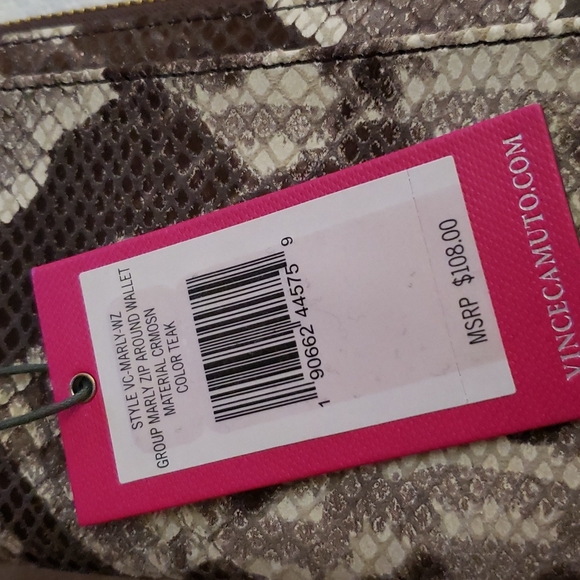 STYLE VC-MARLY-WZ
GROUP MARLY ZIP AROUND WALLET
MATERIAL CRMOSN
COLOR TEAK
1 90662 44575 9
MSRP $108.00
VINCECAMUTO.COM